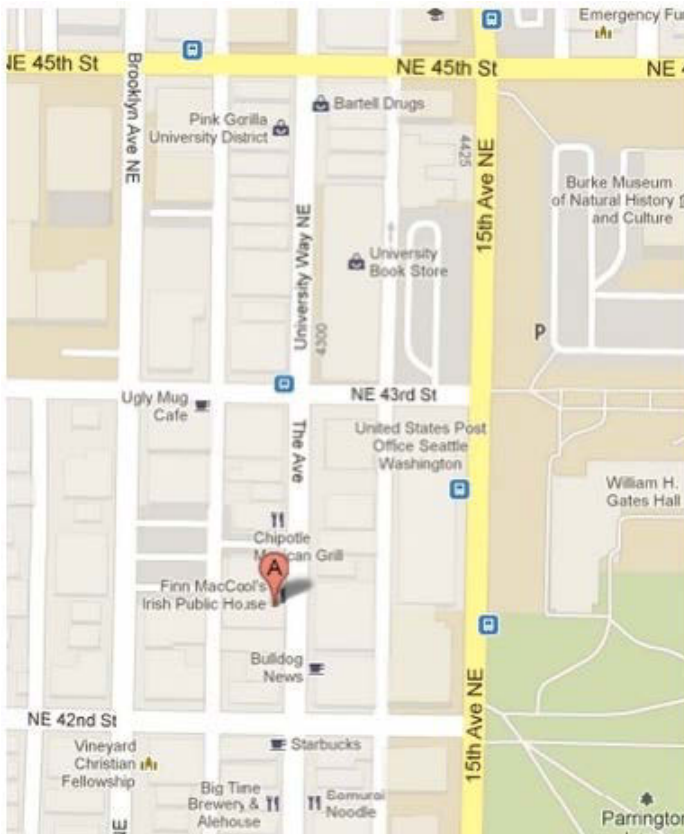 Emergency Fu
NE 45th St
NE 45th St
NE 4
Brooklyn Ave NE
Pink Gorilla
University District
Bartell Drugs
4425
15th Ave NE
Burke Museum
of Natural History
and Culture
University Way NE
University
Book Store
4300
P
NE 43rd St
Ugly Mug
Cafe
The Ave
United States Post
Office Seattle
Washington
William H.
Gates Hall
Chipotle
Mexican Grill
A
Finn MacCool's
Irish Public House
Bulldog
News
15th Ave NE
NE 42nd St
Starbucks
Vineyard
Christian
Fellowship
Big Time
Brewery &
Alehouse
Samurai
Noodle
NE
Parrington